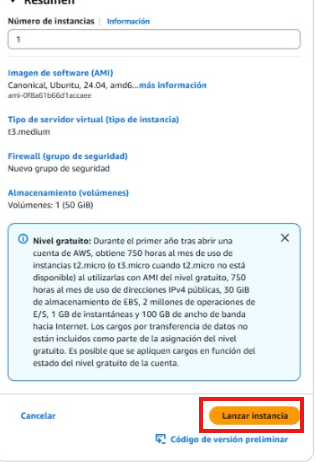 Resumen
Número de instancias | Información
1
Imagen de software (AMI)
Canonical, Ubuntu, 24.04, amd6...más información
ami-0f8a61b66d1accaee
Tipo de servidor virtual (tipo de instancia)
t3.medium
Firewall (grupo de seguridad)
Nuevo grupo de seguridad
Almacenamiento (volúmenes)
Volúmenes: 1 (50 GiB)
Nivel gratuito: Durante el primer año tras abrir una
cuenta de AWS, obtiene 750 horas al mes de uso de
instancias t2.micro (o t3.micro cuando t2.micro no está
disponible) al utilizarlas con AMI del nivel gratuito, 750
horas al mes de uso de direcciones IPv4 públicas, 30 GiB
de almacenamiento de EBS, 2 millones de operaciones de
E/S, 1 GB de instantáneas y 100 GB de ancho de banda
hacia Internet. Los cargos por transferencia de datos no
están incluidos como parte de la asignación del nivel
gratuito. Es posible que se apliquen cargos en función del
estado del nivel gratuito de la cuenta.
Cancelar
Lanzar instancia
Código de versión preliminar